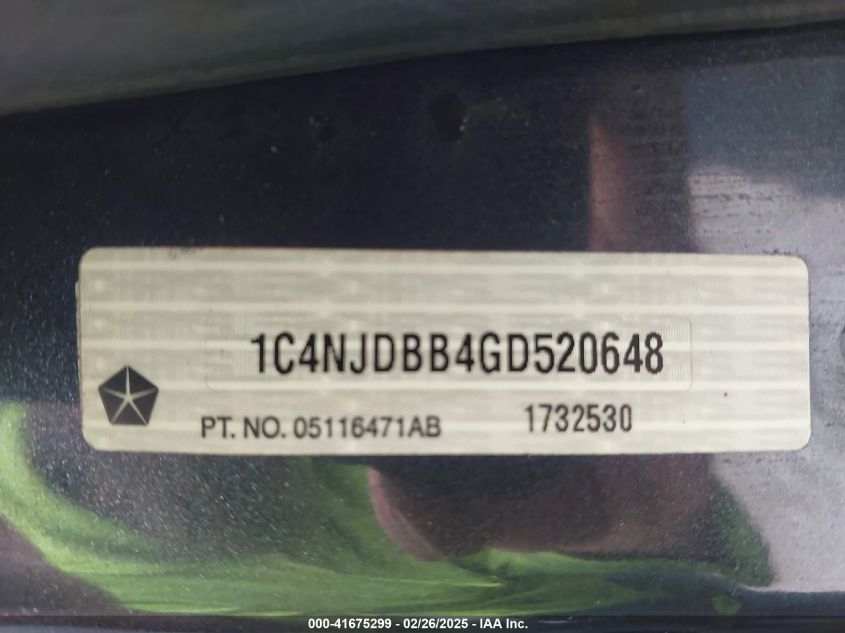 1C4NJDBB4GD520648
PT. NO. 05116471AB 1732530
000-41675299 - 02/26/2025 - IAA Inc.